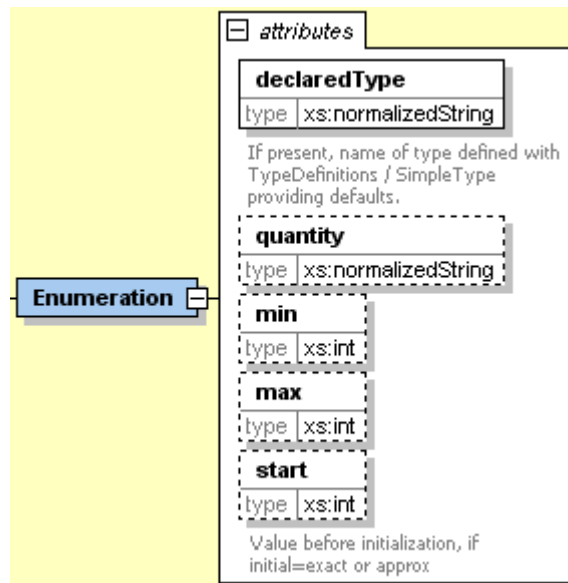 attributes
declaredType
type xs:normalizedString
If present, name of type defined with
TypeDefinitions / SimpleType
providing defaults.
quantity
type xs:normalizedString
Enumeration
min
type xs:int
max
type xs:int
start
type xs:int
Value before initialization, if
initial=exact or approx